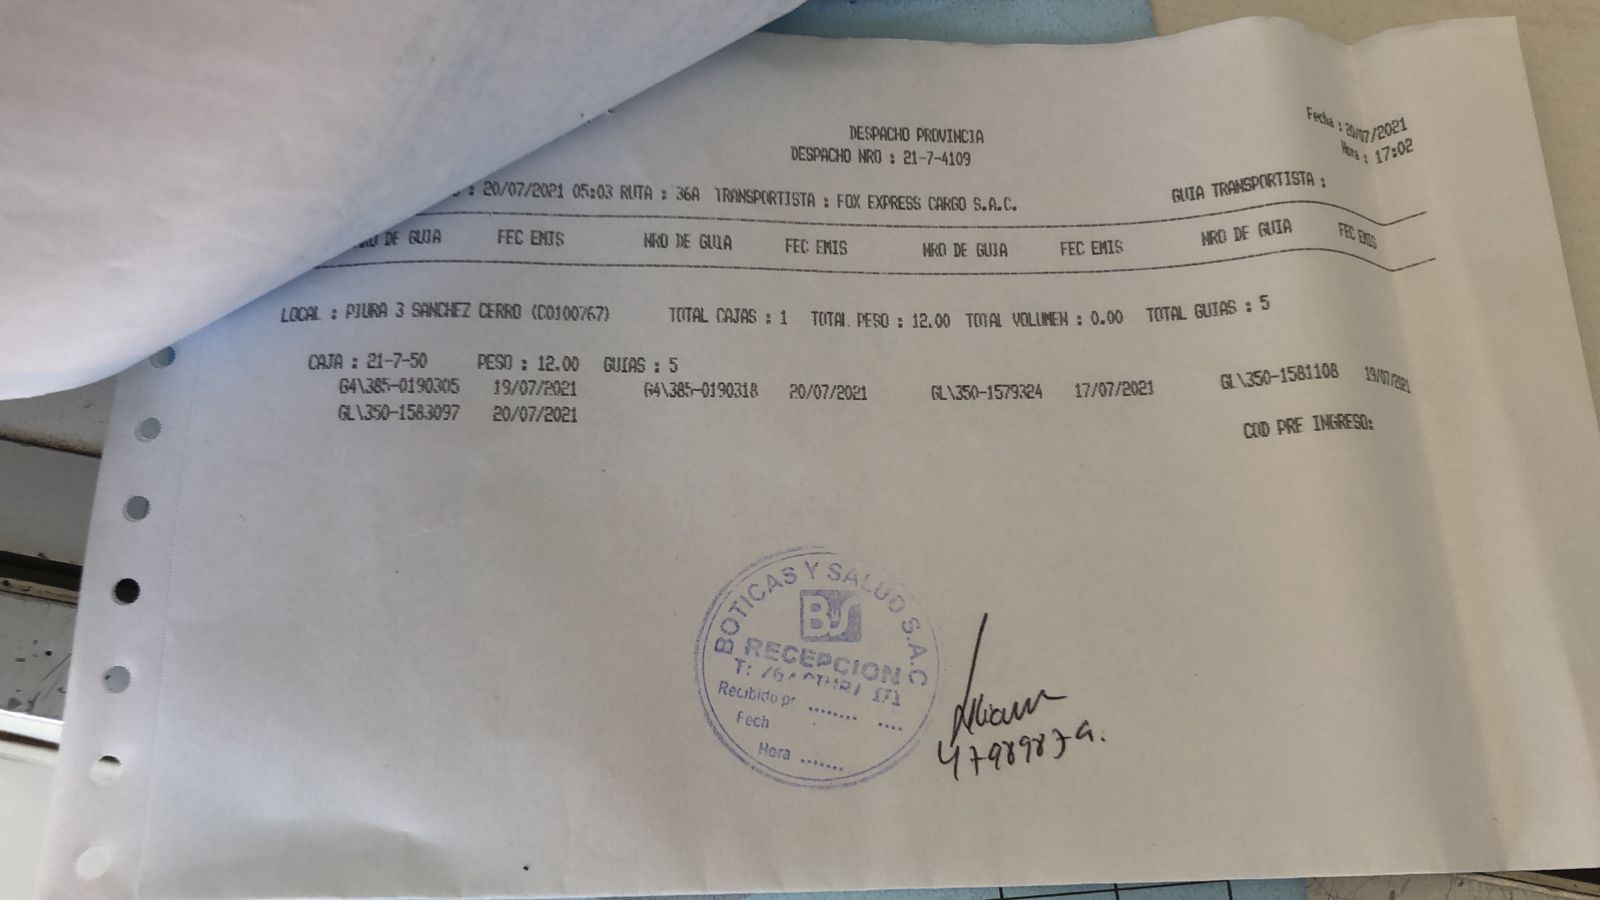 DESPACHO PROVINCIA
DESPACHO NRO : 21-7-4109
Fecha : 20/07/2021
Hora : 17:02
: 20/07/2021 05:03 RUTA : 36A TRANSPORTISTA : FOX EXPRESS CARGO S.A.C. GUIA TRANSPORTISTA :
DE GUIA FEC EMIS NRO DE GUIA FEC EMIS NRO DE GUIA FEC EMIS NRO DE GUIA FEC EMIS
LOCAL : PIURA 3 SANCHEZ CERRO (C0100767) TOTAL CAJAS : 1 TOTAL PESO : 12.00 TOTAL VOLUMEN : 0.00 TOTAL GUIAS : 5
CAJA : 21-7-50 PESO : 12.00 GUIAS : 5
G4\385-0190305 19/07/2021 G4\385-0190318 20/07/2021 GL\350-1579324 17/07/2021 GL\350-1581108 19/07/2021
GL\350-1583097 20/07/2021
COD PRE INGRESO:
BOTICAS Y SALUD S.A.C
ByS
RECEPCION
Recibido p
Fech
Hora